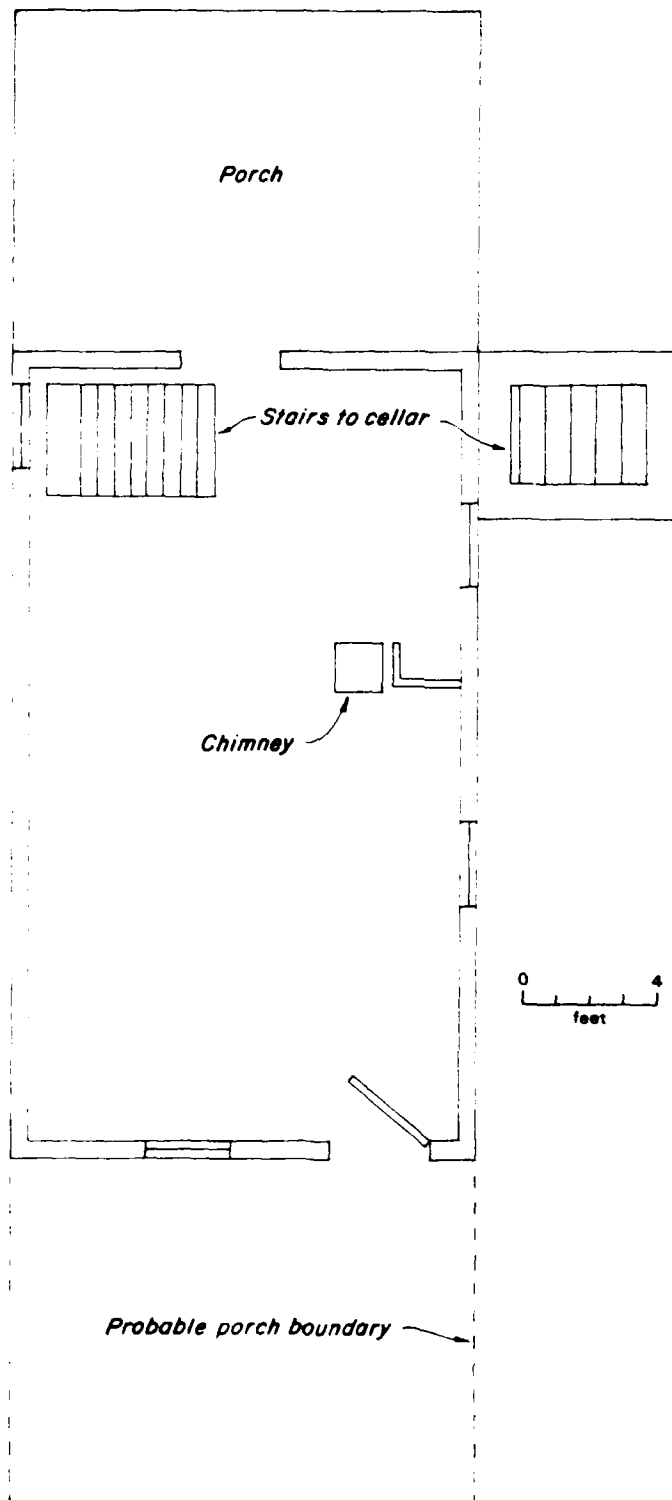 Porch
Stairs to cellar
Chimney
0 4
feet
Probable porch boundary